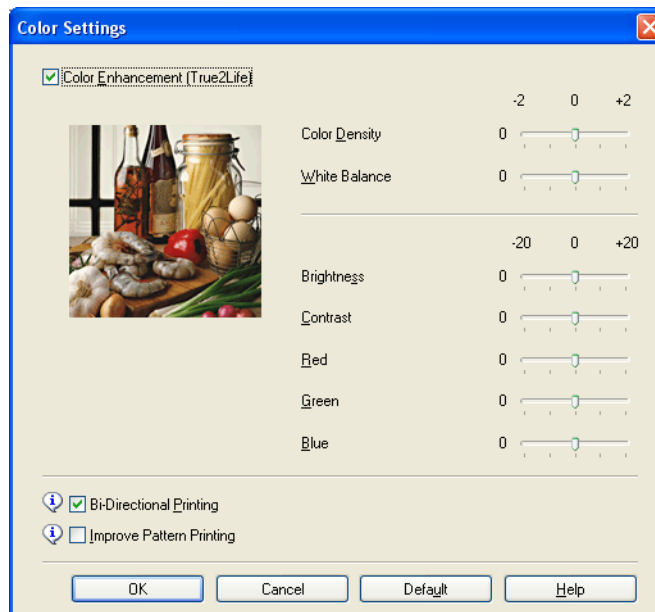 Color Settings
Color Enhancement (True2Life)
-2 0 +2
Color Density 0
White Balance 0
-20 0 +20
Brightness 0
Contrast 0
Red 0
Green 0
Blue 0
Bi-Directional Printing
Improve Pattern Printing
OK Cancel Default Help